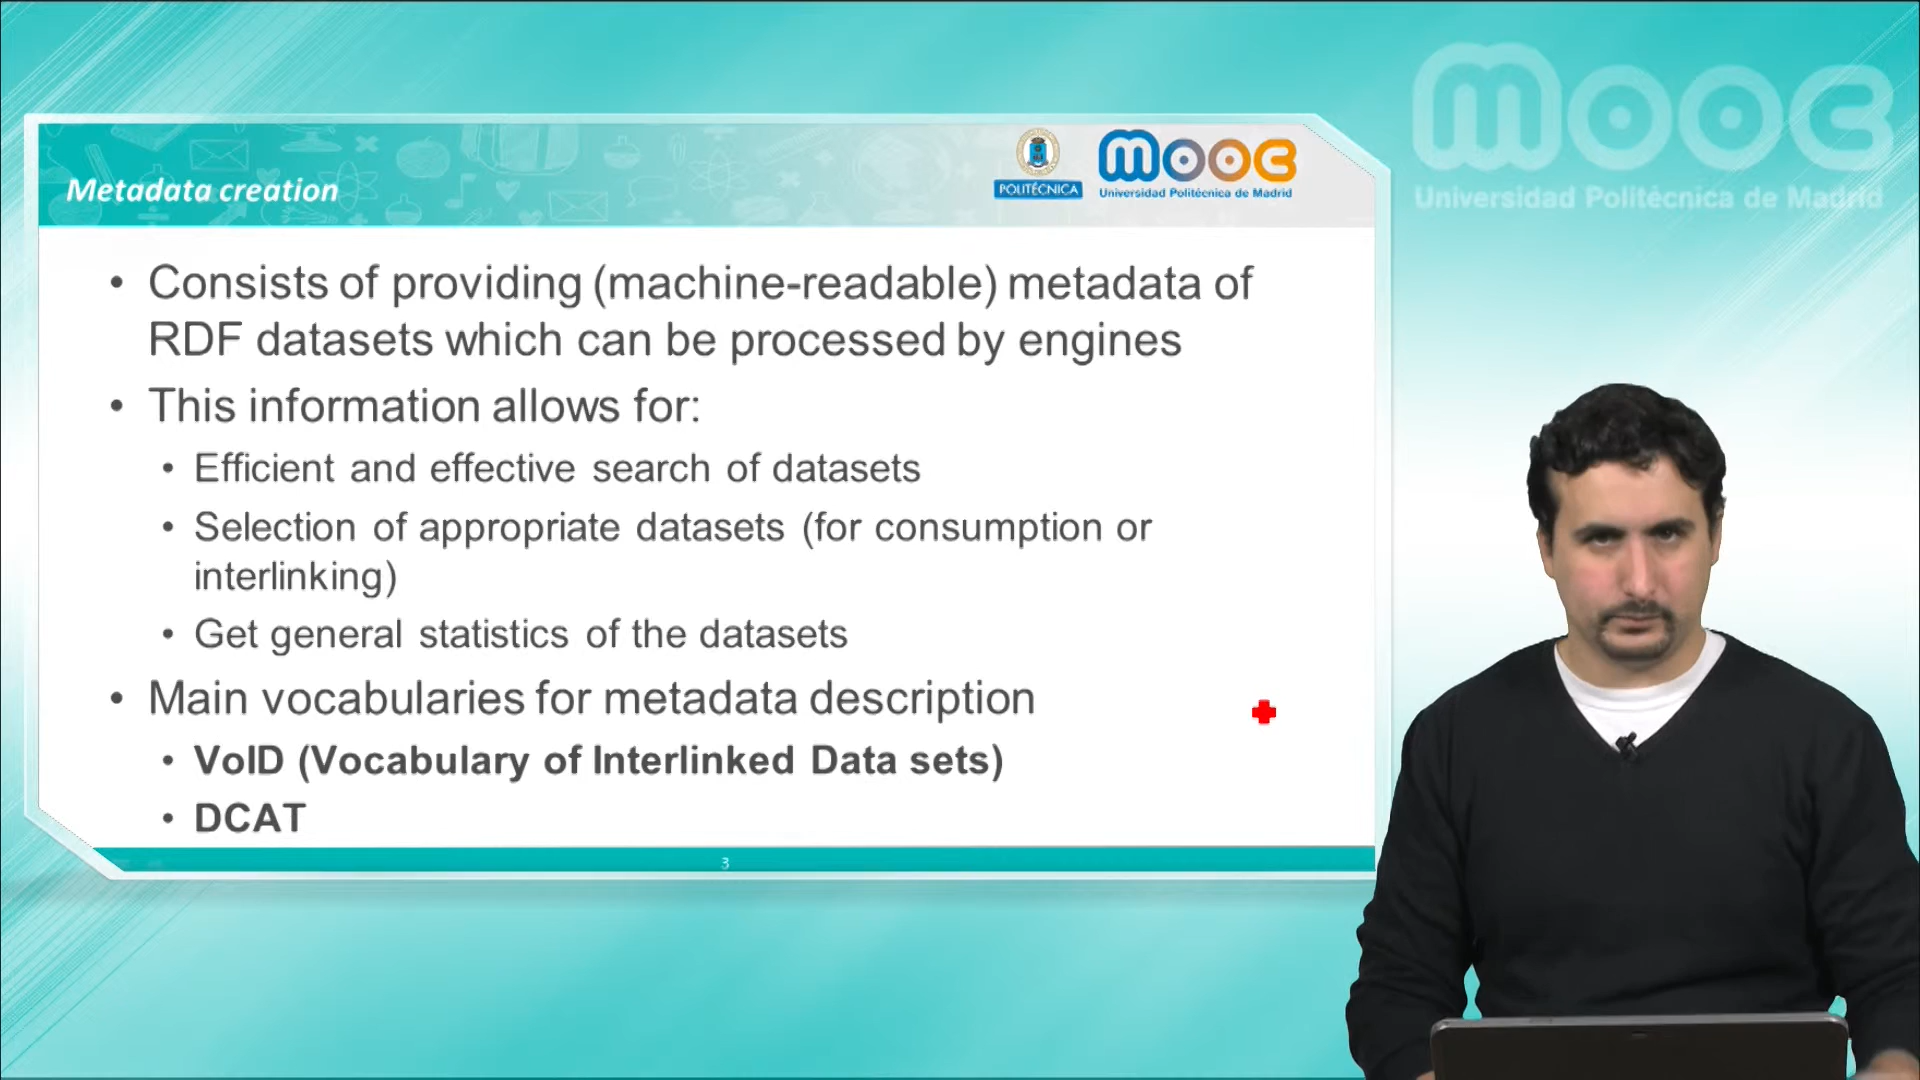 mooc
Universidad Politécnica de Madrid
Metadata creation
POLITÉCNICA
mooc
Universidad Politécnica de Madrid
• Consists of providing (machine-readable) metadata of
RDF datasets which can be processed by engines
• This information allows for:
• Efficient and effective search of datasets
• Selection of appropriate datasets (for consumption or
interlinking)
• Get general statistics of the datasets
• Main vocabularies for metadata description
• VoID (Vocabulary of Interlinked Data sets)
• DCAT
3